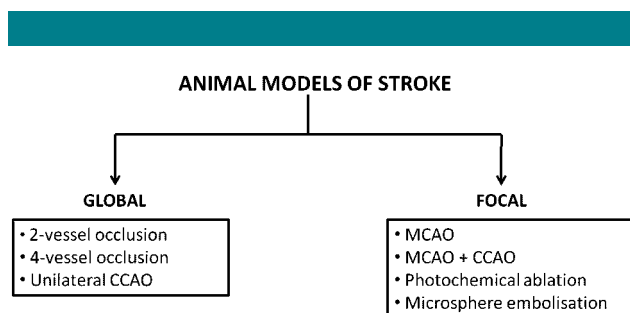 ANIMAL MODELS OF STROKE
GLOBAL
• 2-vessel occlusion
• 4-vessel occlusion
• Unilateral CCAO
FOCAL
• MCAO
• MCAO + CCAO
• Photochemical ablation
• Microsphere embolisation